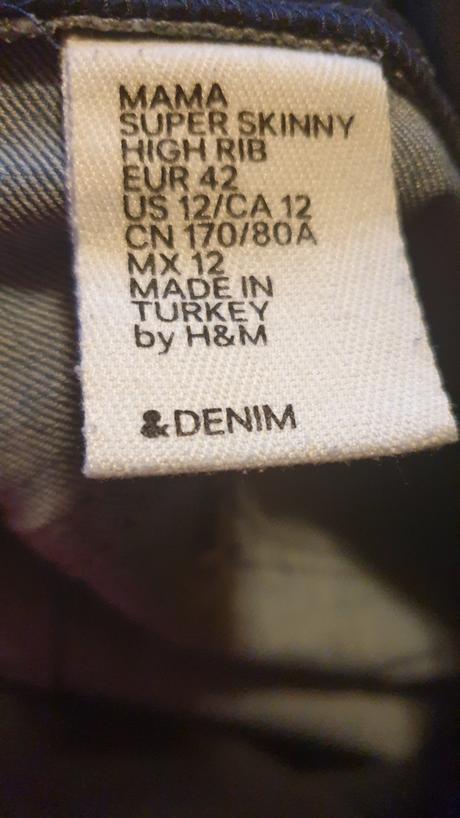 MAMA
SUPER SKINNY
HIGH RIB
EUR 42
US 12/CA 12
CN 170/80A
MX 12
MADE IN
TURKEY
by H&M
&DENIM